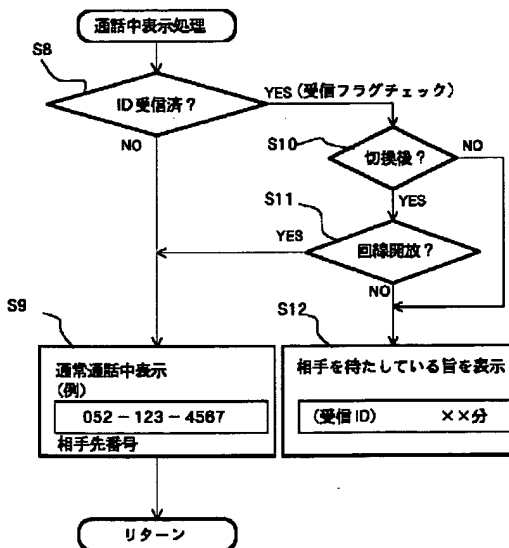 通話中表示処理
S8
ID受信済？
YES（受信フラグチェック）
NO
S10
切換後？
NO
YES
S11
回線開放？
YES
NO
S9
通常通話中表示
(例)
052－123－4567
相手先番号
S12
相手を待たしている旨を表示
（受信ID） ××分
リターン